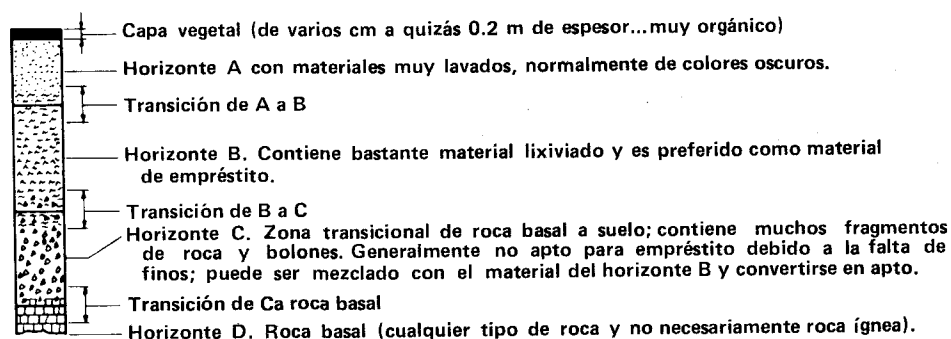 Capa vegetal (de varios cm a quizás 0.2 m de espesor...muy orgánico)
Horizonte A con materiales muy lavados, normalmente de colores oscuros.
Transición de A a B
Horizonte B. Contiene bastante material lixiviado y es preferido como material
de empréstito.
Transición de B a C
Horizonte C. Zona transicional de roca basal a suelo; contiene muchos fragmentos
de roca y bolones. Generalmente no apto para empréstito debido a la falta de
finos; puede ser mezclado con el material del horizonte B y convertirse en apto.
Transición de Ca roca basal
Horizonte D. Roca basal (cualquier tipo de roca y no necesariamente roca ígnea).